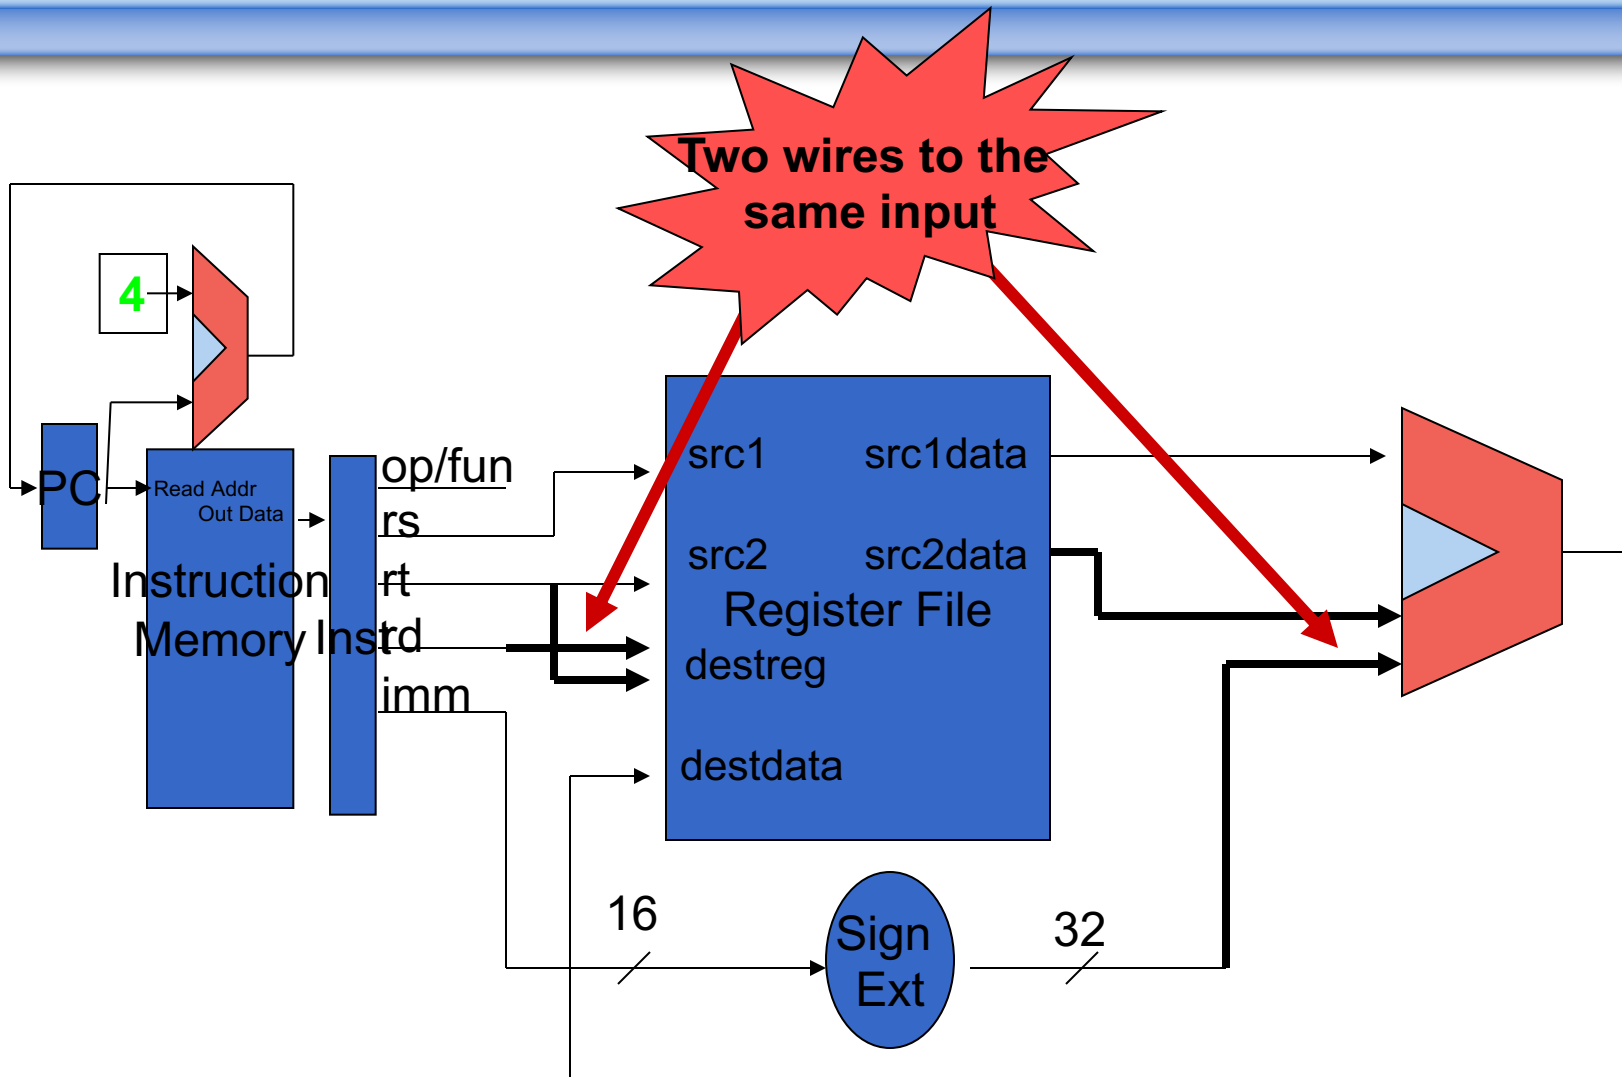 Two wires to the
same input
4
PC
Read Addr
Out Data
Instruction
Memory
Inst
op/fun
rs
rt
rd
imm
src1
src1data
src2
src2data
Register File
destreg
destdata
16
Sign
Ext
32